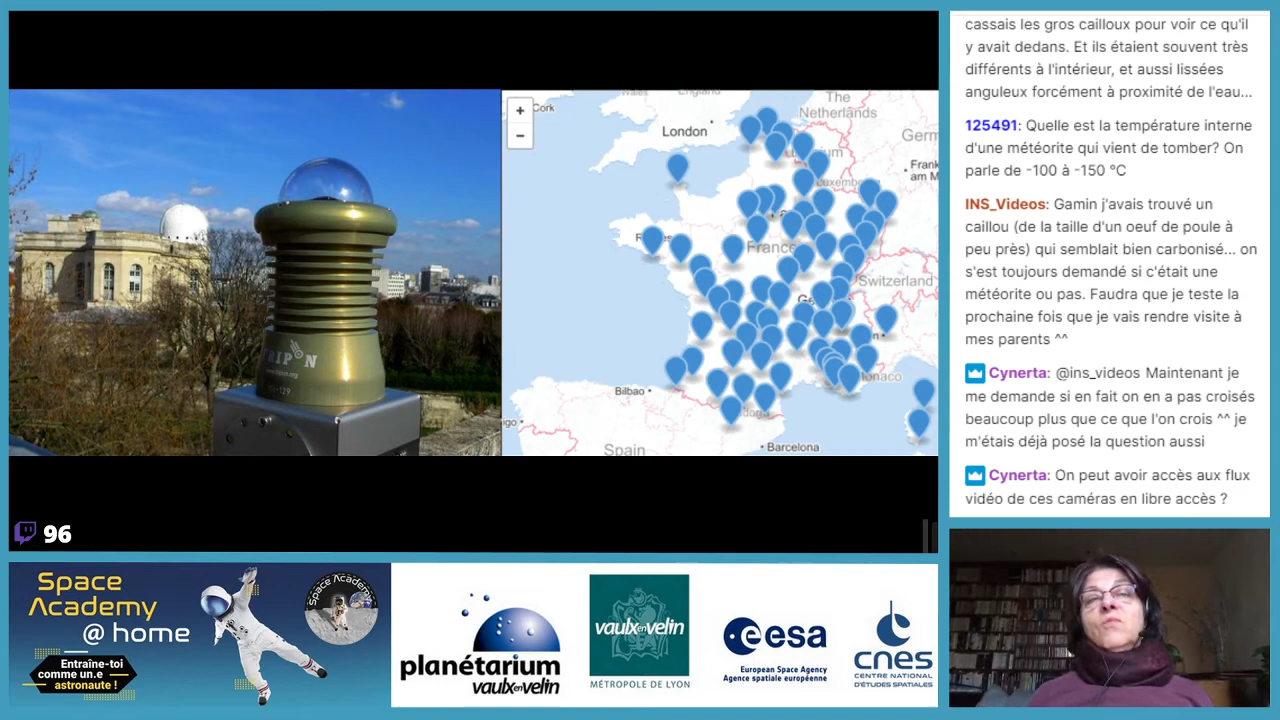 Cork
England
The
Netherlands
London
Germ
Frank
am M
Luxemb
France
Switzerland
Bilbao
Spain
Barcelona
+
−
FRIPON
96
cassais les gros cailloux pour voir ce qu'il
y avait dedans. Et ils étaient souvent très
différents à l'intérieur, et aussi lissées
anguleux forcément à proximité de l'eau...
125491: Quelle est la température interne
d'une météorite qui vient de tomber? On
parle de -100 à -150 °C
INS_Videos: Gamin j'avais trouvé un
caillou (de la taille d'un oeuf de poule à
peu près) qui semblait bien carbonisé... on
s'est toujours demandé si c'était une
météorite ou pas. Faudra que je teste la
prochaine fois que je vais rendre visite à
mes parents ^^
Cynerta: @ins_videos Maintenant je
me demande si en fait on en a pas croisés
beaucoup plus que ce que l'on crois ^^ je
m'étais déjà posé la question aussi
Cynerta: On peut avoir accès aux flux
vidéo de ces caméras en libre accès ?
Space
Academy
@ home
Entraîne-toi
comme un.e
astronaute !
Space Academy
planétarium
vaulx en velin
vaulx en velin
MÉTROPOLE DE LYON
esa
European Space Agency
Agence spatiale européenne
cnes
CENTRE NATIONAL
D'ÉTUDES SPATIALES